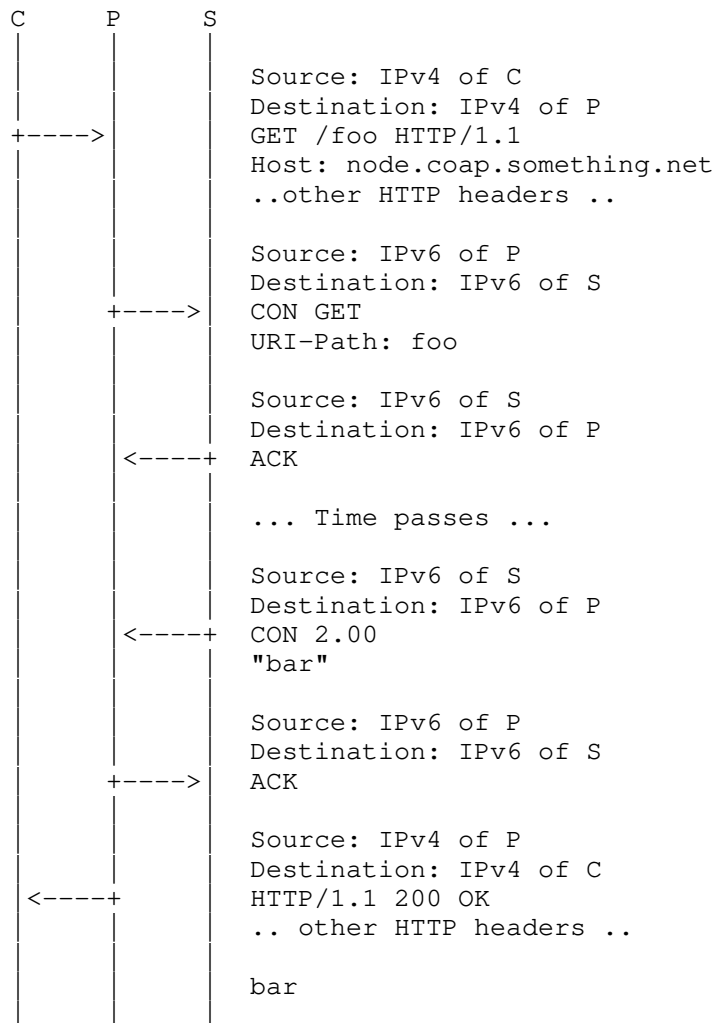 C P S
Source: IPv4 of C
Destination: IPv4 of P
+----> GET /foo HTTP/1.1
Host: node.coap.something.net
..other HTTP headers ..
Source: IPv6 of P
Destination: IPv6 of S
+----> CON GET
URI-Path: foo
Source: IPv6 of S
Destination: IPv6 of P
<----+ ACK
... Time passes ...
Source: IPv6 of S
Destination: IPv6 of P
<----+ CON 2.00
"bar"
Source: IPv6 of P
Destination: IPv6 of S
+----> ACK
Source: IPv4 of P
Destination: IPv4 of C
<----+ HTTP/1.1 200 OK
.. other HTTP headers ..
bar